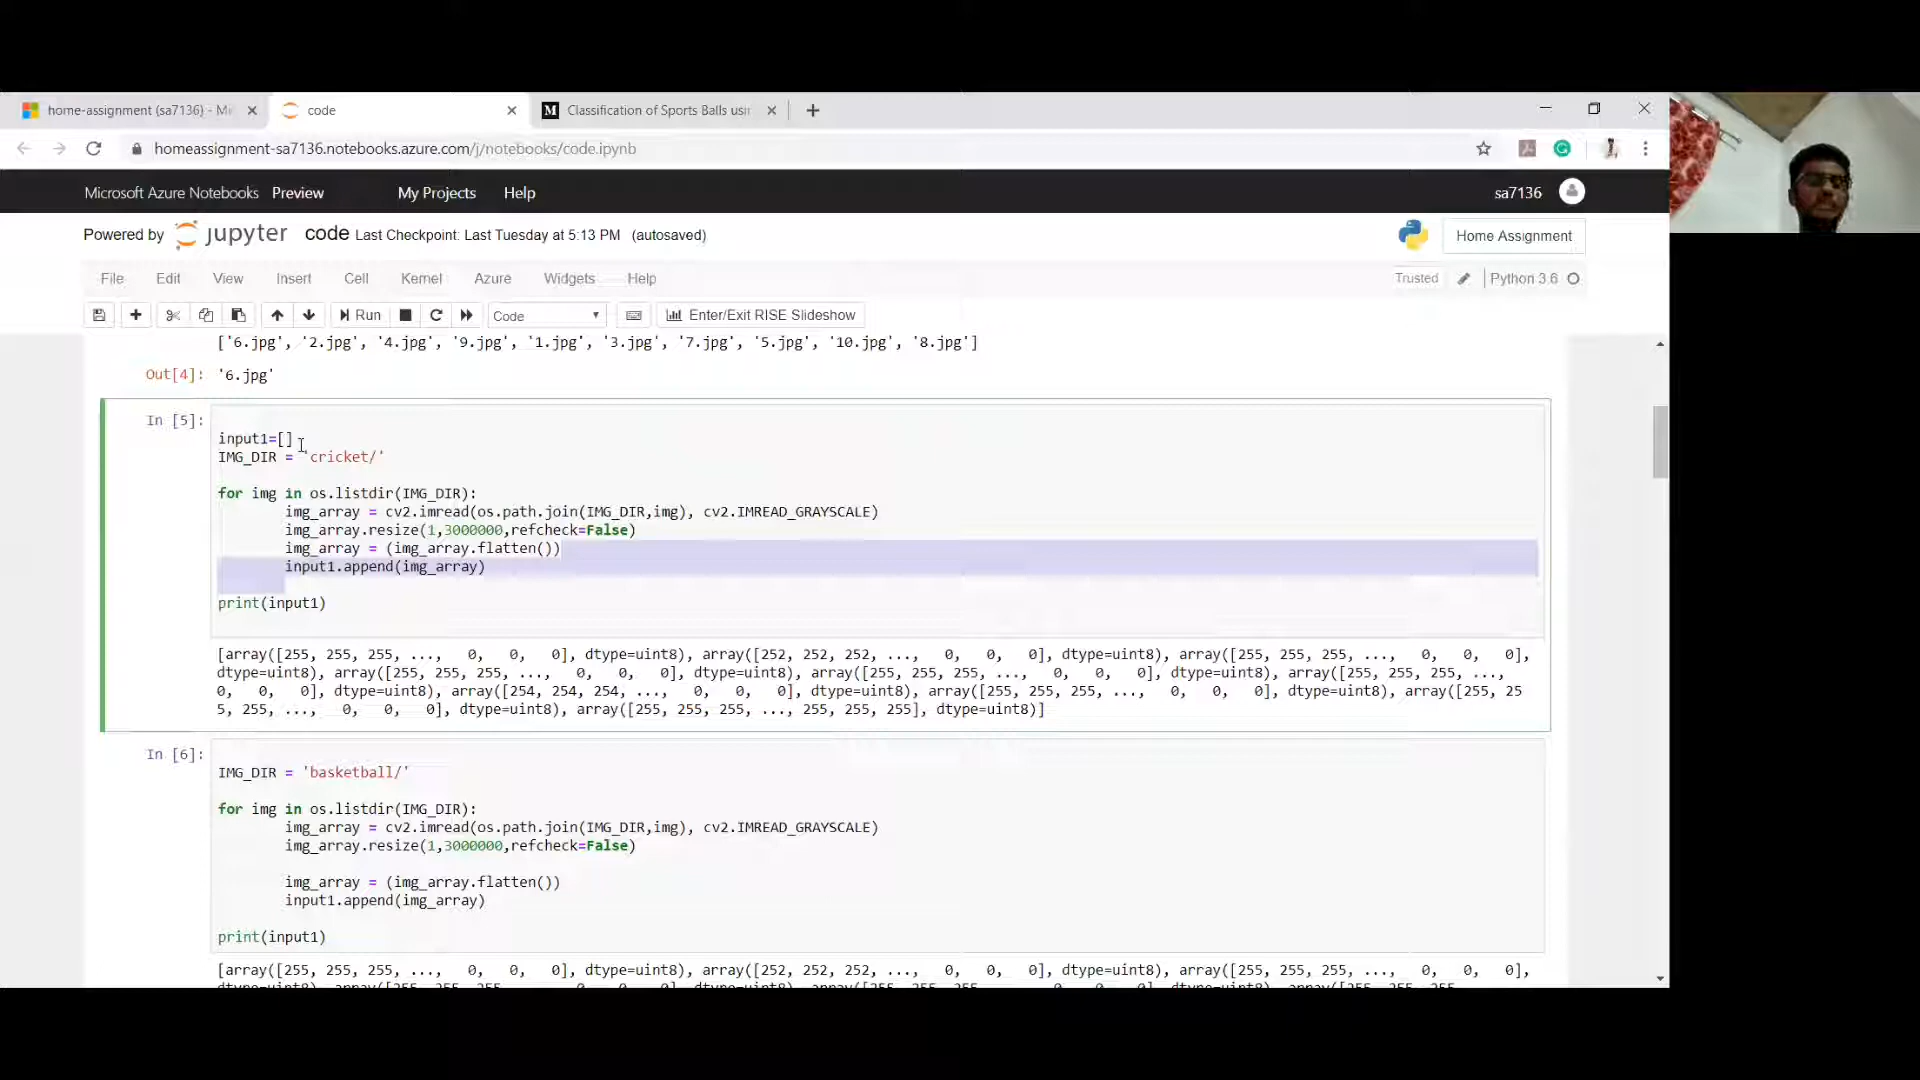 home-assignment (sa7136) - Mi
code
M Classification of Sports Balls usin
homeassignment-sa7136.notebooks.azure.com/j/notebooks/code.ipynb
Microsoft Azure Notebooks Preview My Projects Help sa7136
Powered by jupyter code Last Checkpoint: Last Tuesday at 5:13 PM (autosaved) Home Assignment
File Edit View Insert Cell Kernel Azure Widgets Help Trusted Python 3.6
Run Code Enter/Exit RISE Slideshow
['6.jpg', '2.jpg', '4.jpg', '9.jpg', '1.jpg', '3.jpg', '7.jpg', '5.jpg', '10.jpg', '8.jpg']
Out[4]: '6.jpg'
In [5]:
input1=[]
IMG_DIR = 'cricket/'
for img in os.listdir(IMG_DIR):
img_array = cv2.imread(os.path.join(IMG_DIR,img), cv2.IMREAD_GRAYSCALE)
img_array.resize(1,3000000,refcheck=False)
img_array = (img_array.flatten())
input1.append(img_array)
print(input1)
[array([255, 255, 255, ..., 0, 0, 0], dtype=uint8), array([252, 252, 252, ..., 0, 0, 0], dtype=uint8), array([255, 255, 255, ..., 0, 0, 0],
dtype=uint8), array([255, 255, 255, ..., 0, 0, 0], dtype=uint8), array([255, 255, 255, ..., 0, 0, 0], dtype=uint8), array([255, 255, 255, ...,
0, 0, 0], dtype=uint8), array([254, 254, 254, ..., 0, 0, 0], dtype=uint8), array([255, 255, 255, ..., 0, 0, 0], dtype=uint8), array([255, 25
5, 255, ..., 0, 0, 0], dtype=uint8), array([255, 255, 255, ..., 255, 255, 255], dtype=uint8)]
In [6]:
IMG_DIR = 'basketball/'
for img in os.listdir(IMG_DIR):
img_array = cv2.imread(os.path.join(IMG_DIR,img), cv2.IMREAD_GRAYSCALE)
img_array.resize(1,3000000,refcheck=False)
img_array = (img_array.flatten())
input1.append(img_array)
print(input1)
[array([255, 255, 255, ..., 0, 0, 0], dtype=uint8), array([252, 252, 252, ..., 0, 0, 0], dtype=uint8), array([255, 255, 255, ..., 0, 0, 0],